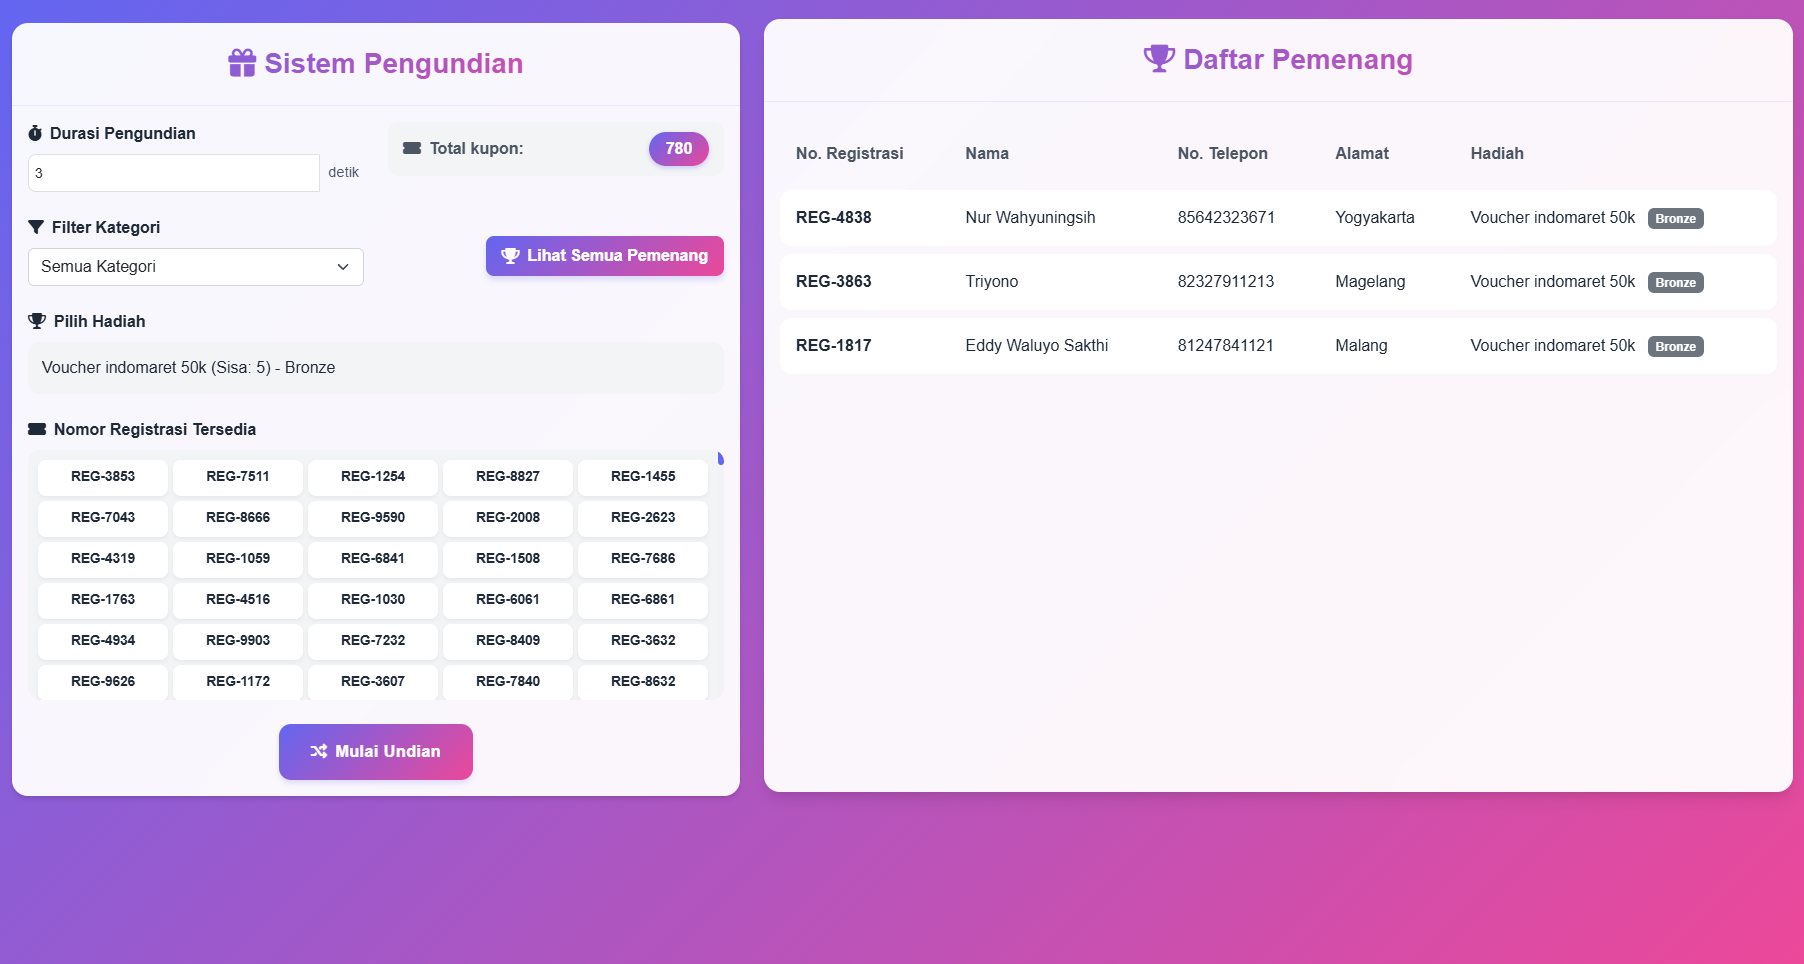 Sistem Pengundian
Durasi Pengundian
3
detik
Total kupon:
780
Filter Kategori
Semua Kategori
Lihat Semua Pemenang
Pilih Hadiah
Voucher indomaret 50k (Sisa: 5) - Bronze
Nomor Registrasi Tersedia
REG-3853 REG-7511 REG-1254 REG-8827 REG-1455
REG-7043 REG-8666 REG-9590 REG-2008 REG-2623
REG-4319 REG-1059 REG-6841 REG-1508 REG-7686
REG-1763 REG-4516 REG-1030 REG-6061 REG-6861
REG-4934 REG-9903 REG-7232 REG-8409 REG-3632
REG-9626 REG-1172 REG-3607 REG-7840 REG-8632
Mulai Undian
Daftar Pemenang
No. Registrasi Nama No. Telepon Alamat Hadiah
REG-4838 Nur Wahyuningsih 85642323671 Yogyakarta Voucher indomaret 50k Bronze
REG-3863 Triyono 82327911213 Magelang Voucher indomaret 50k Bronze
REG-1817 Eddy Waluyo Sakthi 81247841121 Malang Voucher indomaret 50k Bronze